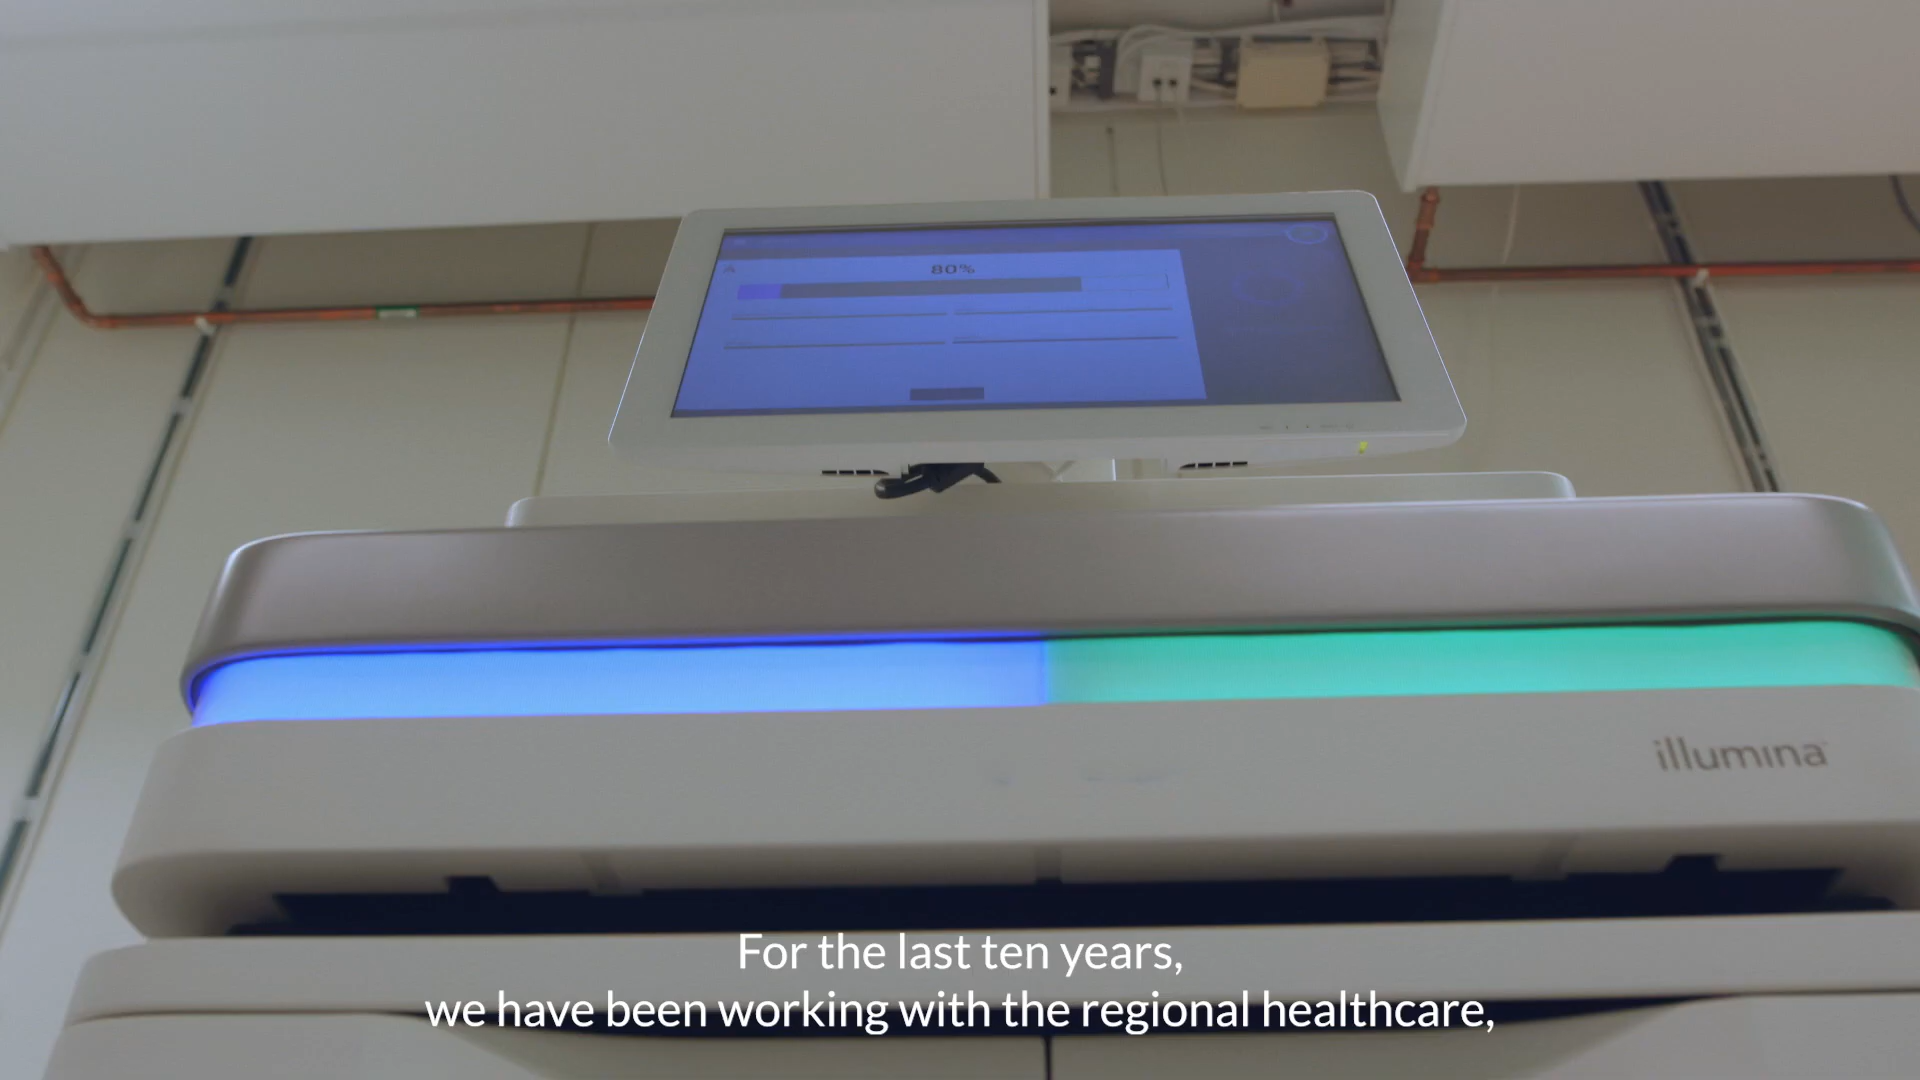 80%
illumina
For the last ten years,
we have been working with the regional healthcare,